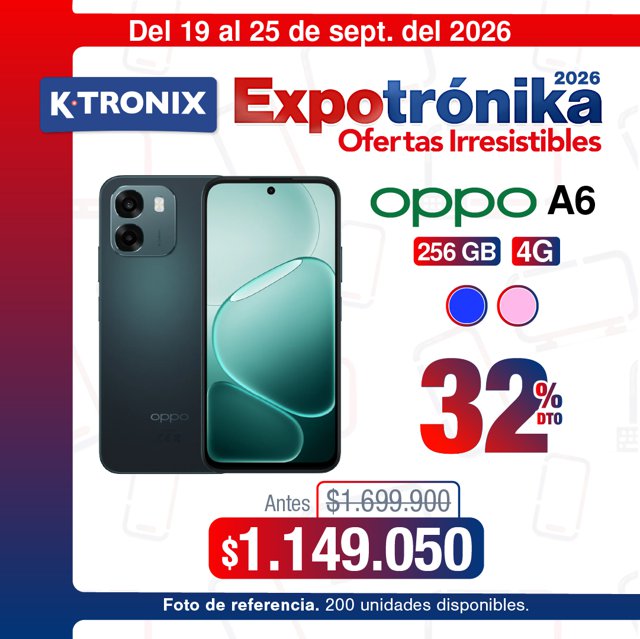 Del 19 al 25 de sept. del 2026
K·TRONIX
Expotrónika 2026
Ofertas Irresistibles
oppo A6
256 GB 4G
32% DTO
oppo
Antes $1.699.900
$1.149.050
Foto de referencia. 200 unidades disponibles.